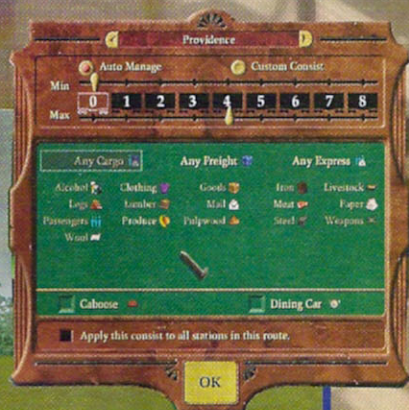 Providence
Auto Manage Custom Consist
Min
0 1 2 3 4 5 6 7 8
Max
Any Cargo Any Freight Any Express
Alcohol Clothing Goods Iron Livestock
Logs Lumber Mail Meat Paper
Passengers Produce Pulpwood Steel Weapons
Wool
Caboose Dining Car
Apply this consist to all stations in this route.
OK